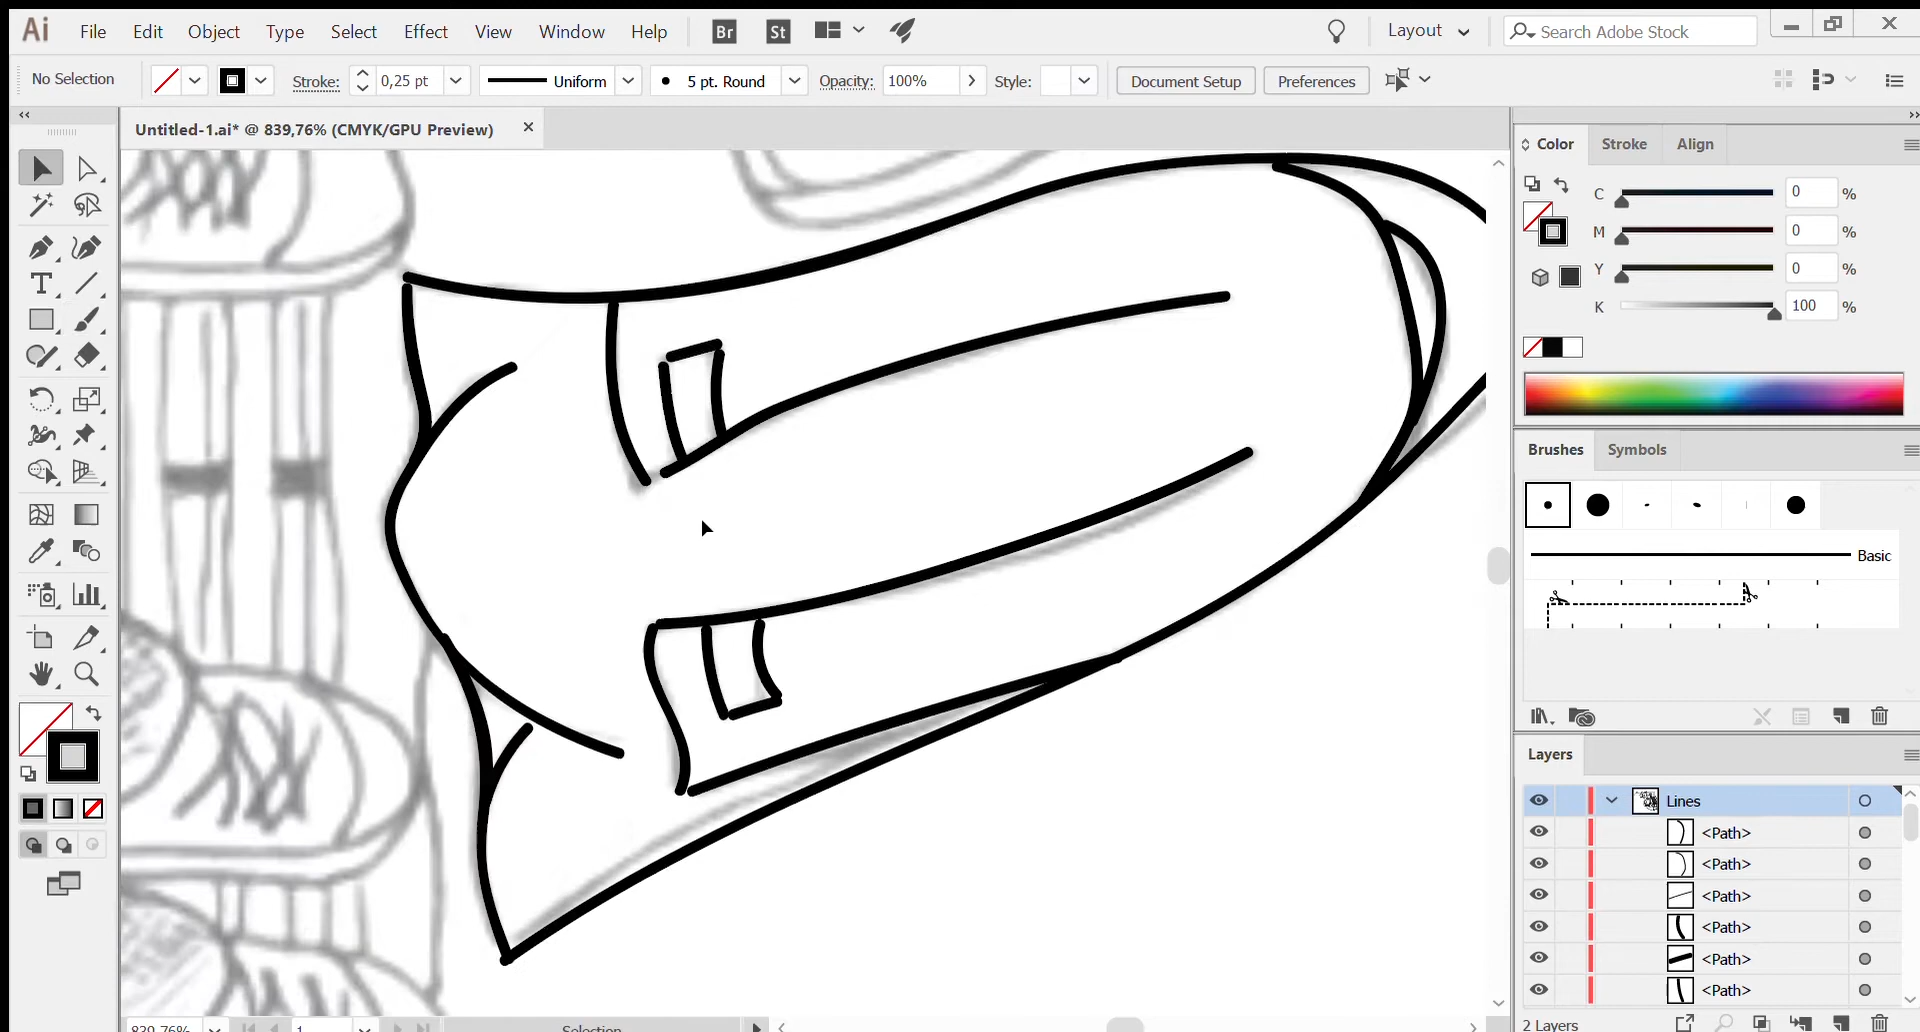 Ai File Edit Object Type Select Effect View Window Help Br St Layout Search Adobe Stock
No Selection Stroke: 0,25 pt Uniform 5 pt. Round Opacity: 100% Style: Document Setup Preferences
Untitled-1.ai* @ 839,76% (CMYK/GPU Preview)
Color Stroke Align
C 0 %
M 0 %
Y 0 %
K 100 %
Brushes Symbols
Basic
Layers
Lines
<Path>
<Path>
<Path>
<Path>
<Path>
<Path>
839,76% 1 Selection 2 Layers